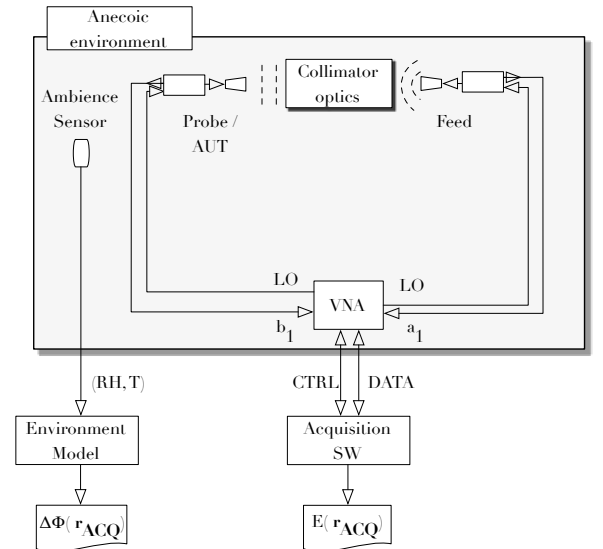 Anecoic
environment
Ambience
Sensor
Probe /
AUT
Collimator
optics
Feed
LO
VNA
LO
b1
a1
(RH, T)
CTRL
DATA
Environment
Model
Acquisition
SW
ΔΦ( rACQ)
E( rACQ)